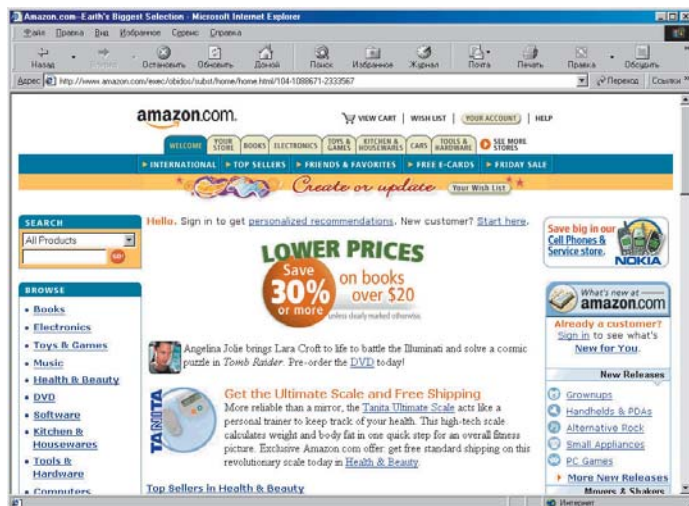 Amazon.com--Earth's Biggest Selection - Microsoft Internet Explorer
Файл Правка Вид Избранное Сервис Справка
Назад Вперед Остановить Обновить Домой Поиск Избранное Журнал Почта Печать Правка Обсудить
Адрес http://www.amazon.com/exec/obidos/subst/home/home.html/104-1088671-2333567 Переход Ссылки »
amazon.com. VIEW CART | WISH LIST | YOUR ACCOUNT | HELP
WELCOME YOUR STORE BOOKS ELECTRONICS TOYS & GAMES KITCHEN & HOUSEWARES CARS TOOLS & HARDWARE SEE MORE STORES
INTERNATIONAL TOP SELLERS FRIENDS & FAVORITES FREE E-CARDS FRIDAY SALE
Create or update Your Wish List
SEARCH
All Products
GO!
BROWSE
• Books
• Electronics
• Toys & Games
• Music
• Health & Beauty
• DVD
• Software
• Kitchen &
Housewares
• Tools &
Hardware
• Computers
Hello. Sign in to get personalized recommendations. New customer? Start here.
LOWER PRICES
Save
30%
or more
on books
over $20
unless clearly marked otherwise.
Angelina Jolie brings Lara Croft to life to battle the Illuminati and solve a cosmic
puzzle in Tomb Raider. Pre-order the DVD today!
TANITA
Get the Ultimate Scale and Free Shipping
More reliable than a mirror, the Tanita Ultimate Scale acts like a
personal trainer to keep track of your health. This high-tech scale
calculates weight and body fat in one quick step for an overall fitness
picture. Exclusive Amazon.com offer: get free standard shipping on this
revolutionary scale today in Health & Beauty.
Top Sellers in Health & Beauty
Save big in our
Cell Phones &
Service store.
NOKIA
What's new at
amazon.com
Already a customer?
Sign in to see what's
New for You.
New Releases
Grownups
Handhelds & PDAs
Alternative Rock
Small Appliances
PC Games
More New Releases
Movers & Shakers
Интернет